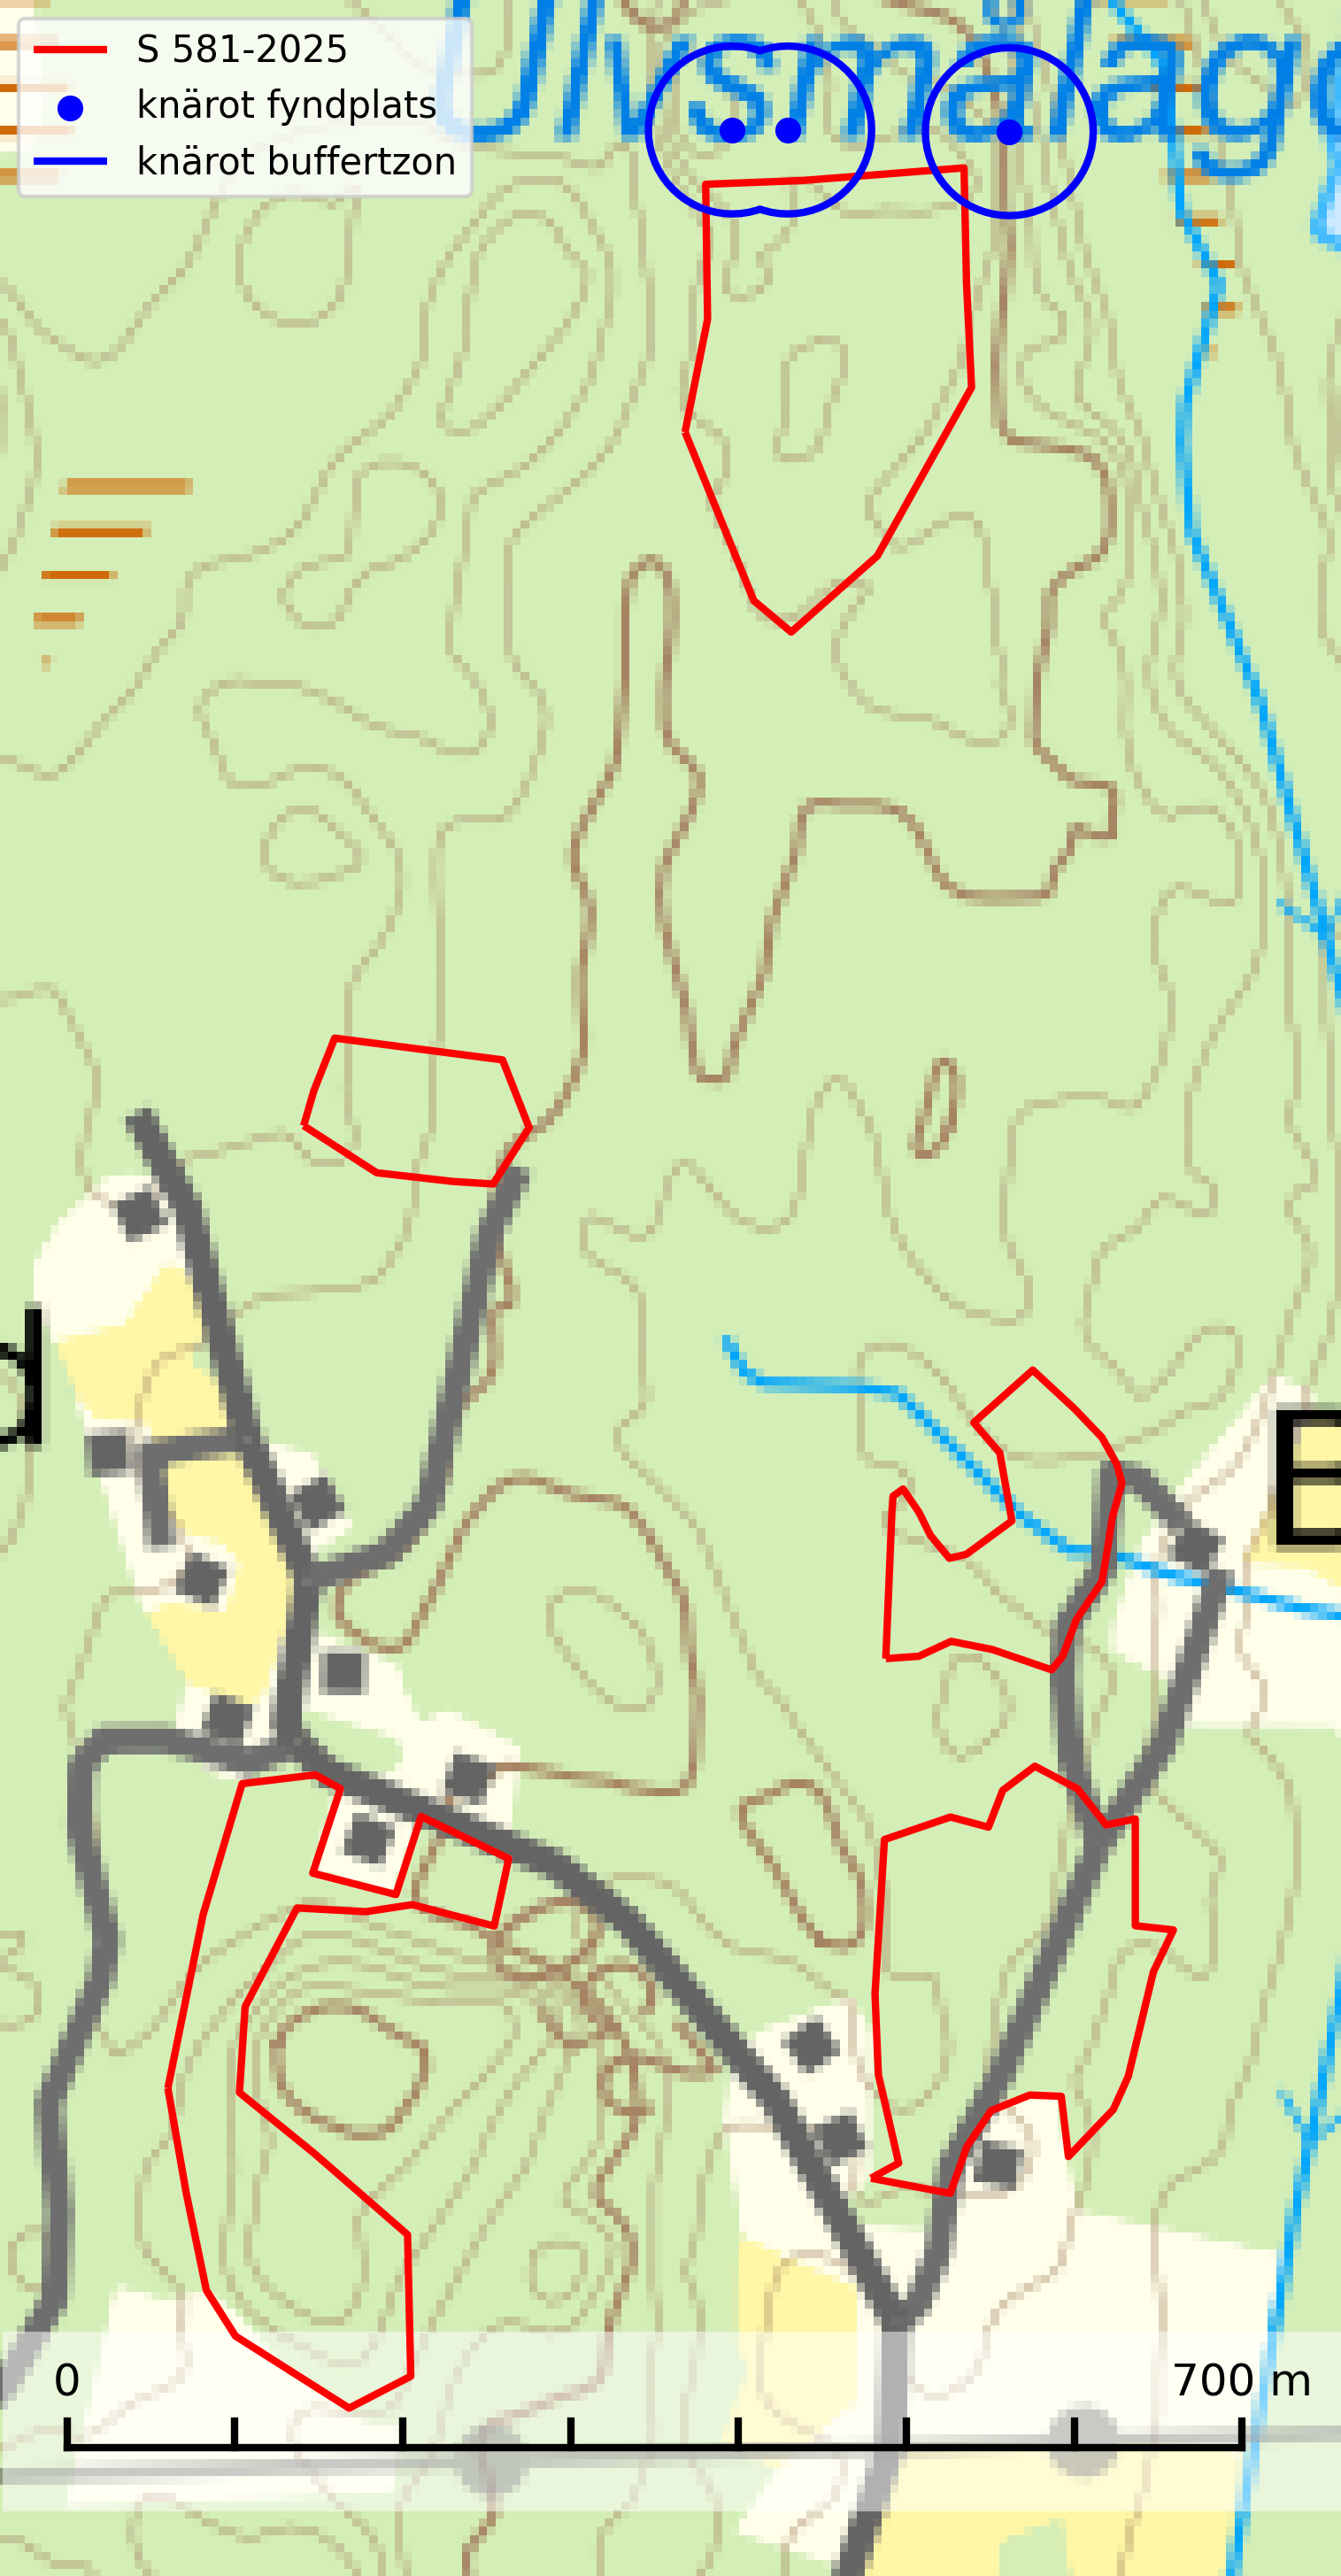 S 581-2025
knärot fyndplats
knärot buffertzon
d
E
0
700 m